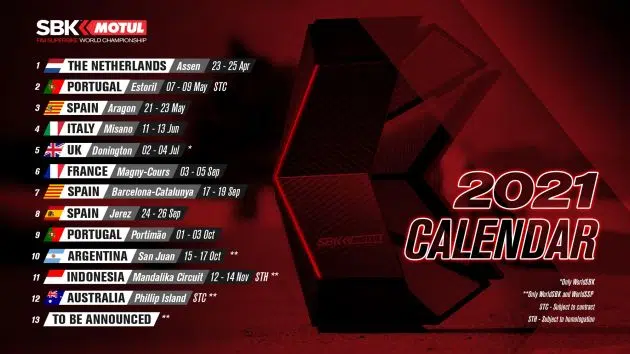 SBK MOTUL
FIM SUPERBIKE WORLD CHAMPIONSHIP
1 THE NETHERLANDS Assen 23 - 25 Apr
2 PORTUGAL Estoril 07 - 09 May STC
3 SPAIN Aragon 21 - 23 May
4 ITALY Misano 11 - 13 Jun
5 UK Donington 02 - 04 Jul *
6 FRANCE Magny-Cours 03 - 05 Sep
7 SPAIN Barcelona-Catalunya 17 - 19 Sep
8 SPAIN Jerez 24 - 26 Sep
9 PORTUGAL Portimão 01 - 03 Oct
10 ARGENTINA San Juan 15 - 17 Oct **
11 INDONESIA Mandalika Circuit 12 - 14 Nov STH **
12 AUSTRALIA Phillip Island STC **
13 TO BE ANNOUNCED **
SBK MOTUL
2021
CALENDAR
*Only WorldSBK
**Only WorldSBK and WorldSSP
STC - Subject to contract
STH - Subject to homologation